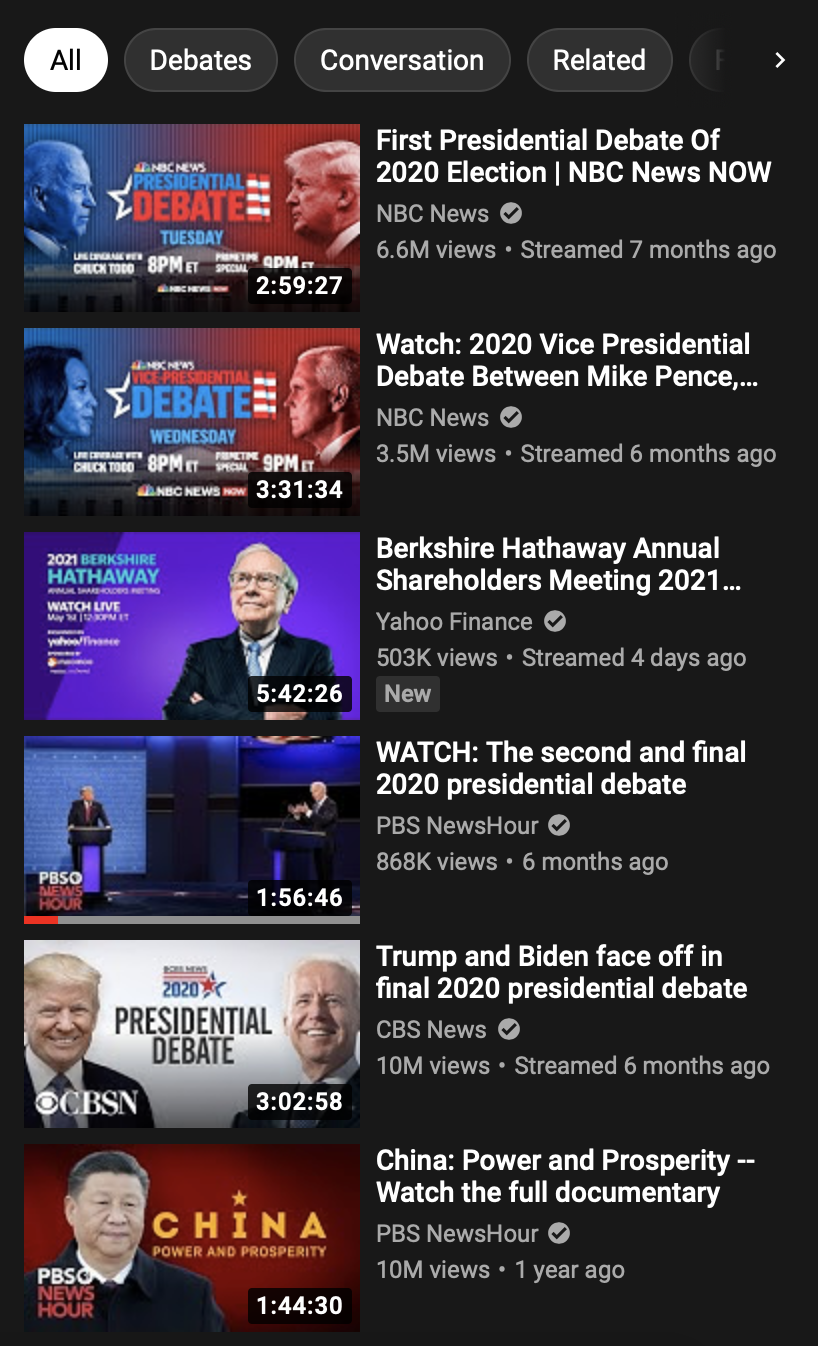 All
Debates
Conversation
Related
NBC NEWS
PRESIDENTIAL
DEBATE
TUESDAY
LIVE COVERAGE WITH
CHUCK TODD
8PM ET
PRIMETIME
SPECIAL
9PM ET
NBC NEWS NOW
2:59:27
First Presidential Debate Of
2020 Election | NBC News NOW
NBC News
6.6M views • Streamed 7 months ago
NBC NEWS
VICE-PRESIDENTIAL
DEBATE
WEDNESDAY
LIVE COVERAGE WITH
CHUCK TODD
8PM ET
PRIMETIME
SPECIAL
9PM ET
NBC NEWS NOW
3:31:34
Watch: 2020 Vice Presidential
Debate Between Mike Pence,...
NBC News
3.5M views • Streamed 6 months ago
2021 BERKSHIRE
HATHAWAY
ANNUAL SHAREHOLDERS MEETING
WATCH LIVE
May 1st | 12:30PM ET
yahoo/finance
5:42:26
Berkshire Hathaway Annual
Shareholders Meeting 2021...
Yahoo Finance
503K views • Streamed 4 days ago
New
PBS
NEWS
HOUR
1:56:46
WATCH: The second and final
2020 presidential debate
PBS NewsHour
868K views • 6 months ago
CBS NEWS
2020
PRESIDENTIAL
DEBATE
CBSN
3:02:58
Trump and Biden face off in
final 2020 presidential debate
CBS News
10M views • Streamed 6 months ago
CHINA
POWER AND PROSPERITY
PBS
NEWS
HOUR
1:44:30
China: Power and Prosperity --
Watch the full documentary
PBS NewsHour
10M views • 1 year ago